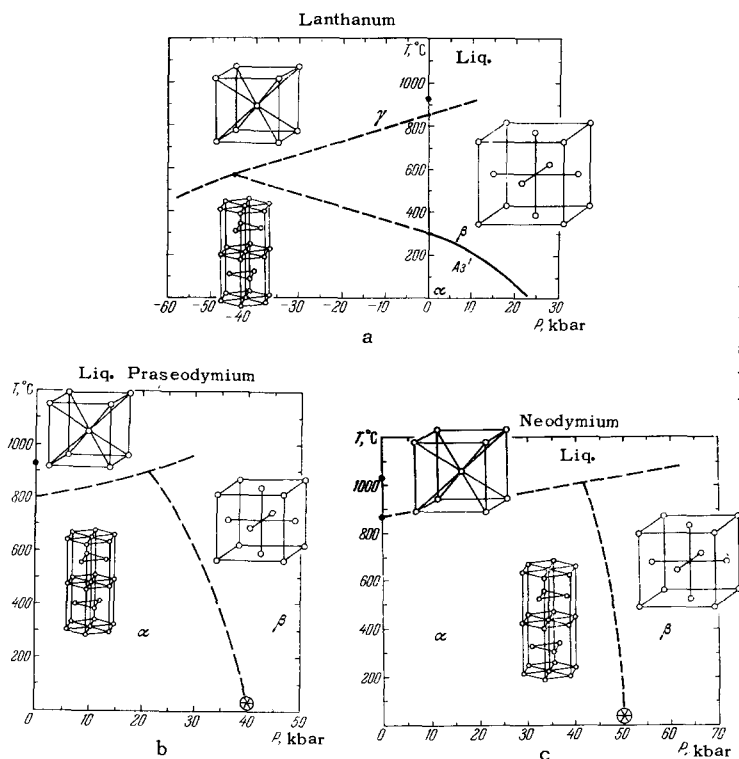 Lanthanum
T,°C
Liq.
1000
γ
800
600
400
β
200
A3′
α
-60 -50 -40 -30 -20 -10 0 10 20 30
P, kbar
a
Liq. Praseodymium
T,°C
1000
800
600
400
α
β
200
0 10 20 30 40 50
P, kbar
b
Neodymium
T,°C
Liq.
1000
800
600
400
α
β
200
0 10 20 30 40 50 60 70
P, kbar
c